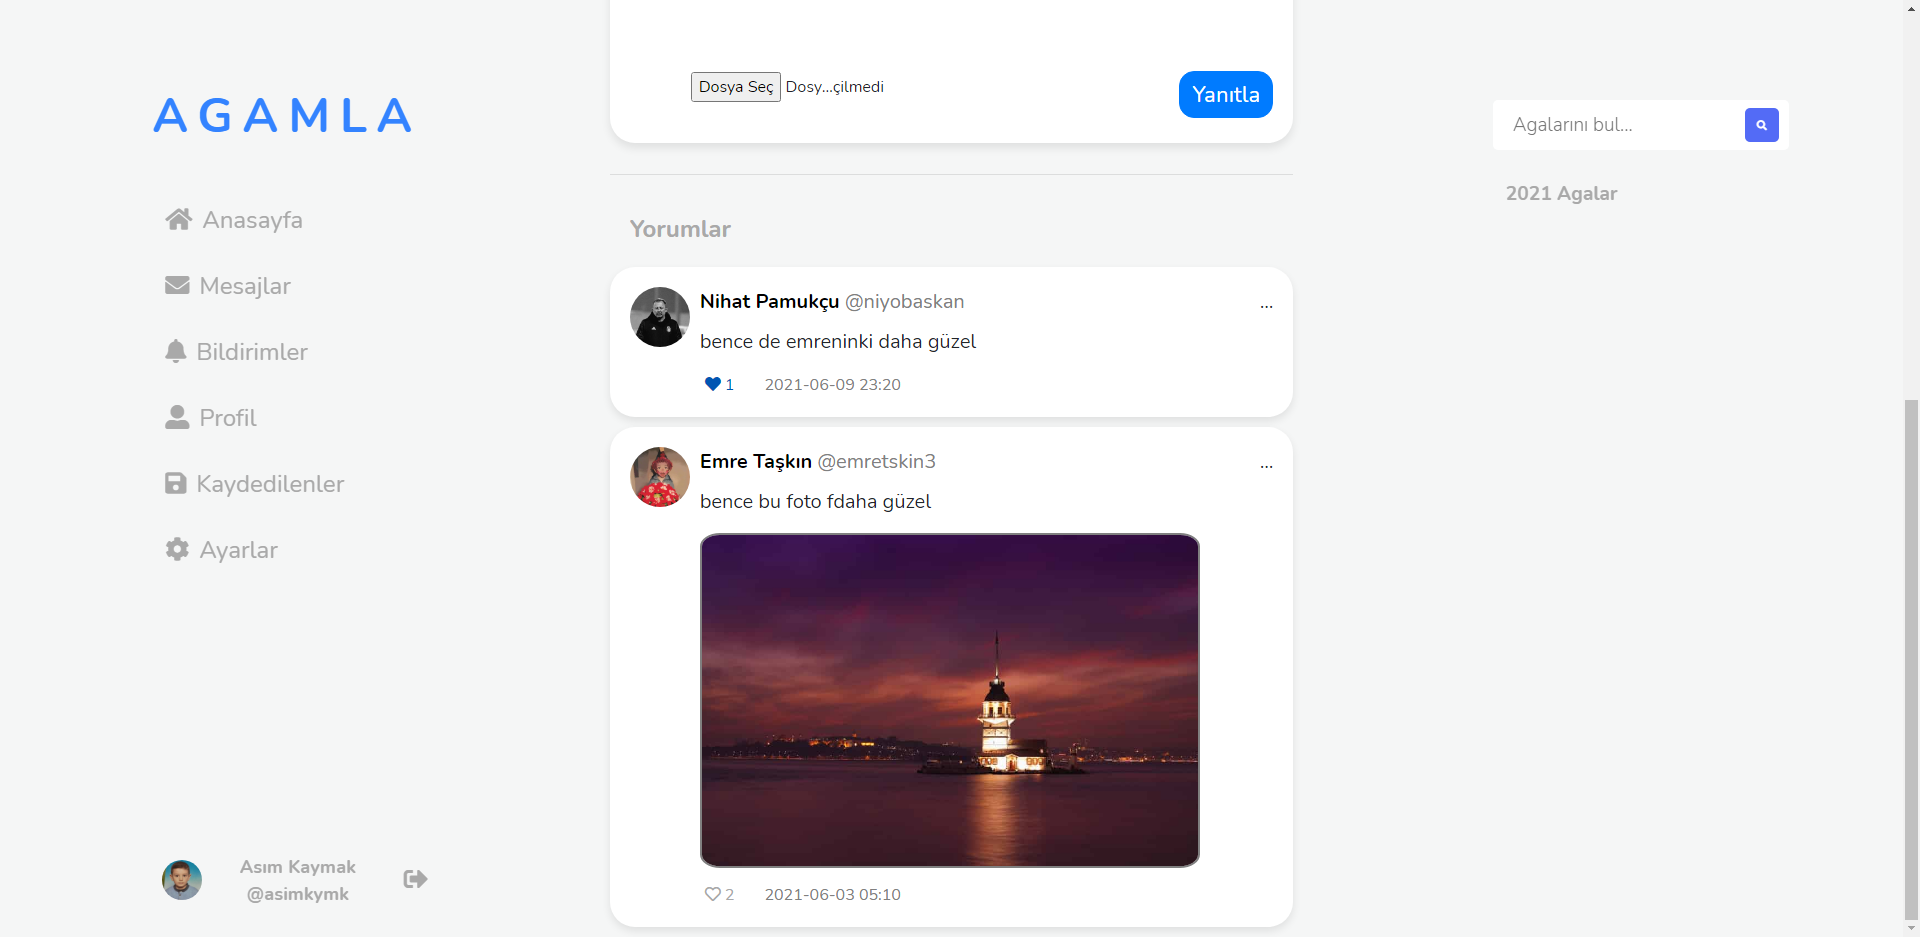 AGAMLA
Anasayfa
Mesajlar
Bildirimler
Profil
Kaydedilenler
Ayarlar
Asım Kaymak
@asimkymk
Dosya Seç Dosy...çilmedi
Yanıtla
Yorumlar
Nihat Pamukçu @niyobaskan ...
bence de emreninki daha güzel
1 2021-06-09 23:20
Emre Taşkın @emretskin3 ...
bence bu foto fdaha güzel
2 2021-06-03 05:10
Agalarını bul...
2021 Agalar